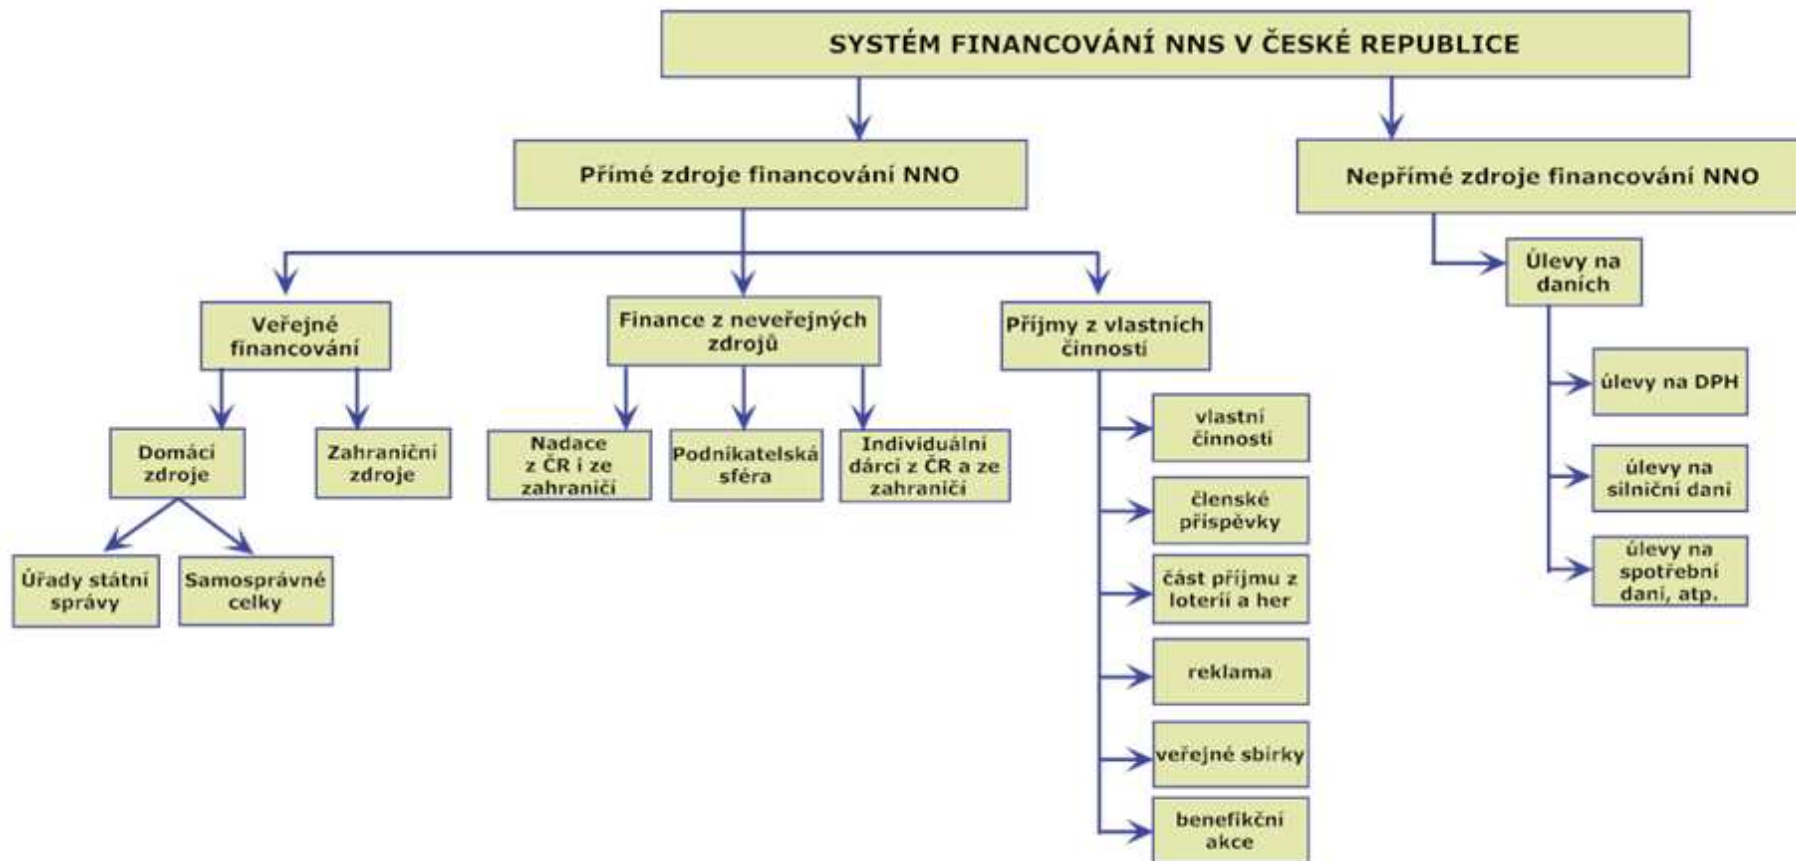 SYSTÉM FINANCOVÁNÍ NNS V ČESKÉ REPUBLICE
Přímé zdroje financování NNO
Nepřímé zdroje financování NNO
Veřejné
financování
Finance z neveřejných
zdrojů
Příjmy z vlastních
činností
Úlevy na
daních
Domácí
zdroje
Zahraniční
zdroje
Nadace
z ČR i ze
zahraničí
Podnikatelská
sféra
Individuální
dárci z ČR a ze
zahraničí
Úřady státní
správy
Samosprávné
celky
vlastní
činnosti
členské
příspěvky
část příjmu z
loterií a her
reklama
veřejné sbírky
benefikční
akce
úlevy na DPH
úlevy na
silniční dani
úlevy na
spotřební
dani, atp.